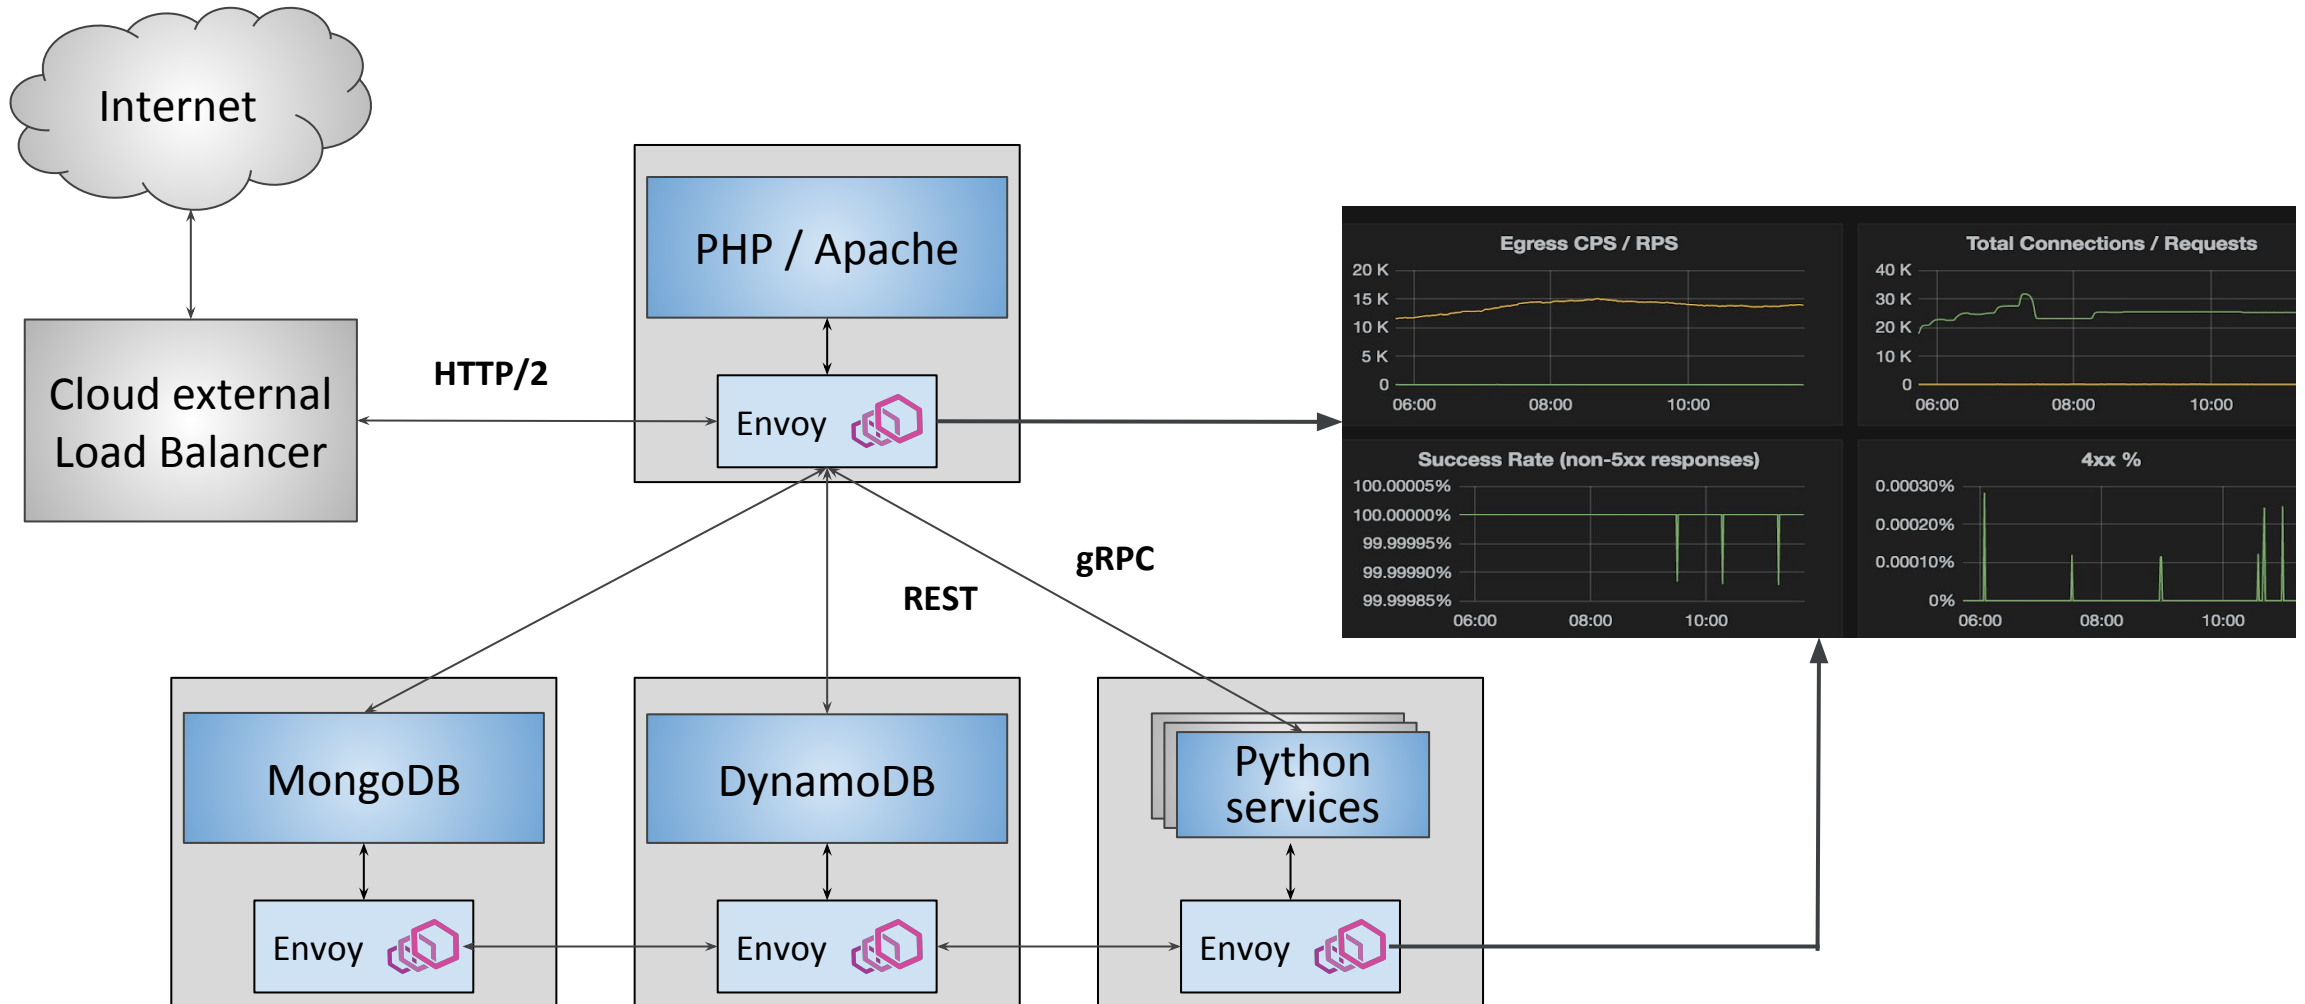 Internet
Cloud external
Load Balancer
HTTP/2
PHP / Apache
Envoy
REST
gRPC
MongoDB
Envoy
DynamoDB
Envoy
Python
services
Envoy
Egress CPS / RPS
20 K
15 K
10 K
5 K
0
06:00 08:00 10:00
Total Connections / Requests
40 K
30 K
20 K
10 K
0
06:00 08:00 10:00
Success Rate (non-5xx responses)
100.00005%
100.00000%
99.99995%
99.99990%
99.99985%
06:00 08:00 10:00
4xx %
0.00030%
0.00020%
0.00010%
0%
06:00 08:00 10:00